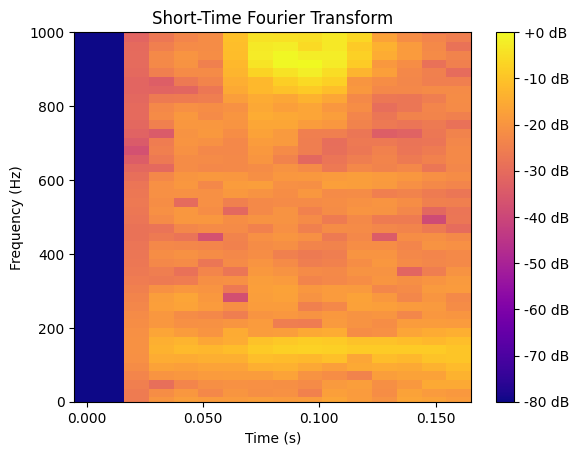 Short-Time Fourier Transform
1000
800
600
400
200
0
Frequency (Hz)
0.000
0.050
0.100
0.150
Time (s)
+0 dB
-10 dB
-20 dB
-30 dB
-40 dB
-50 dB
-60 dB
-70 dB
-80 dB